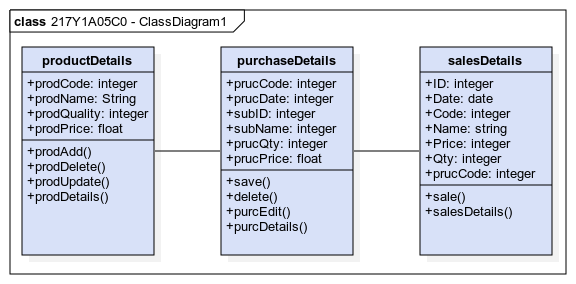 class 217Y1A05C0 - ClassDiagram1
productDetails
+prodCode: integer
+prodName: String
+prodQuality: integer
+prodPrice: float
+prodAdd()
+prodDelete()
+prodUpdate()
+prodDetails()
purchaseDetails
+prucCode: integer
+prucDate: integer
+subID: integer
+subName: integer
+prucQty: integer
+prucPrice: float
+save()
+delete()
+purcEdit()
+purcDetails()
salesDetails
+ID: integer
+Date: date
+Code: integer
+Name: string
+Price: integer
+Qty: integer
+prucCode: integer
+sale()
+salesDetails()